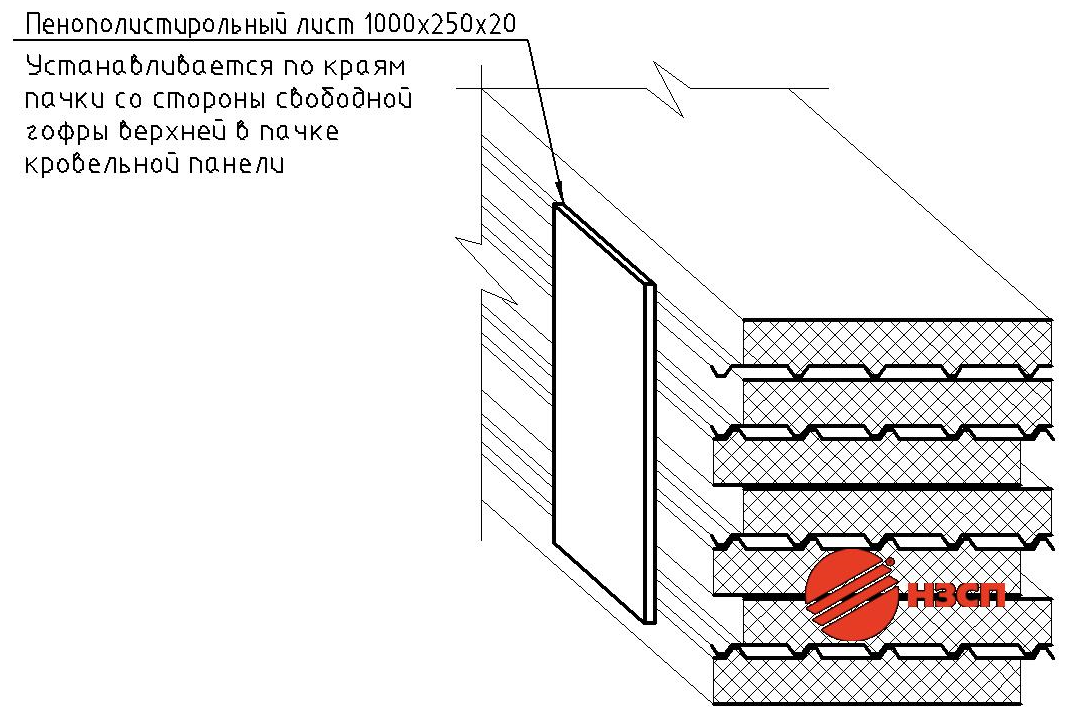 Пенополистирольный лист 1000х250х20
Устанавливается по краям
пачки со стороны свободной
гофры верхней в пачке
кровельной панели
НЗСП